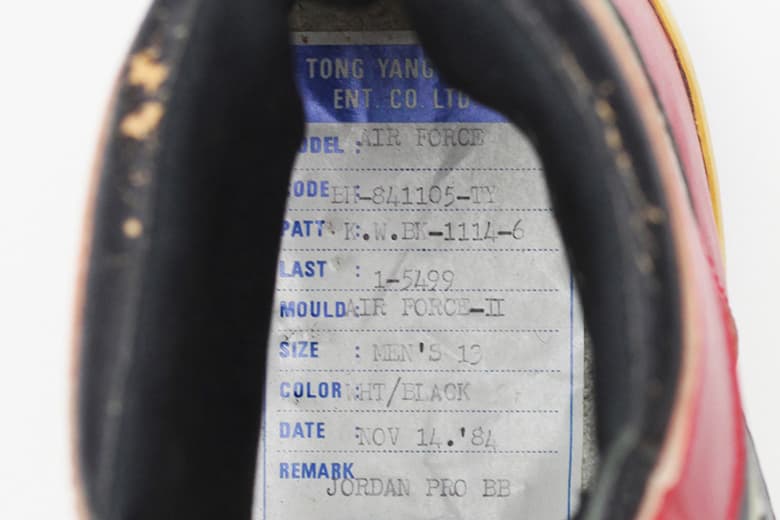 TONG YANG
ENT. CO. LTD
ODEL : AIR FORCE
ODE : BH-841105-TY
PATT : K.W.BK-1114-6
LAST : 1-5499
MOULD: AIR FORCE-II
SIZE : MEN'S 13
COLOR : WHT/BLACK
DATE : NOV 14.'84
REMARK JORDAN PRO BB